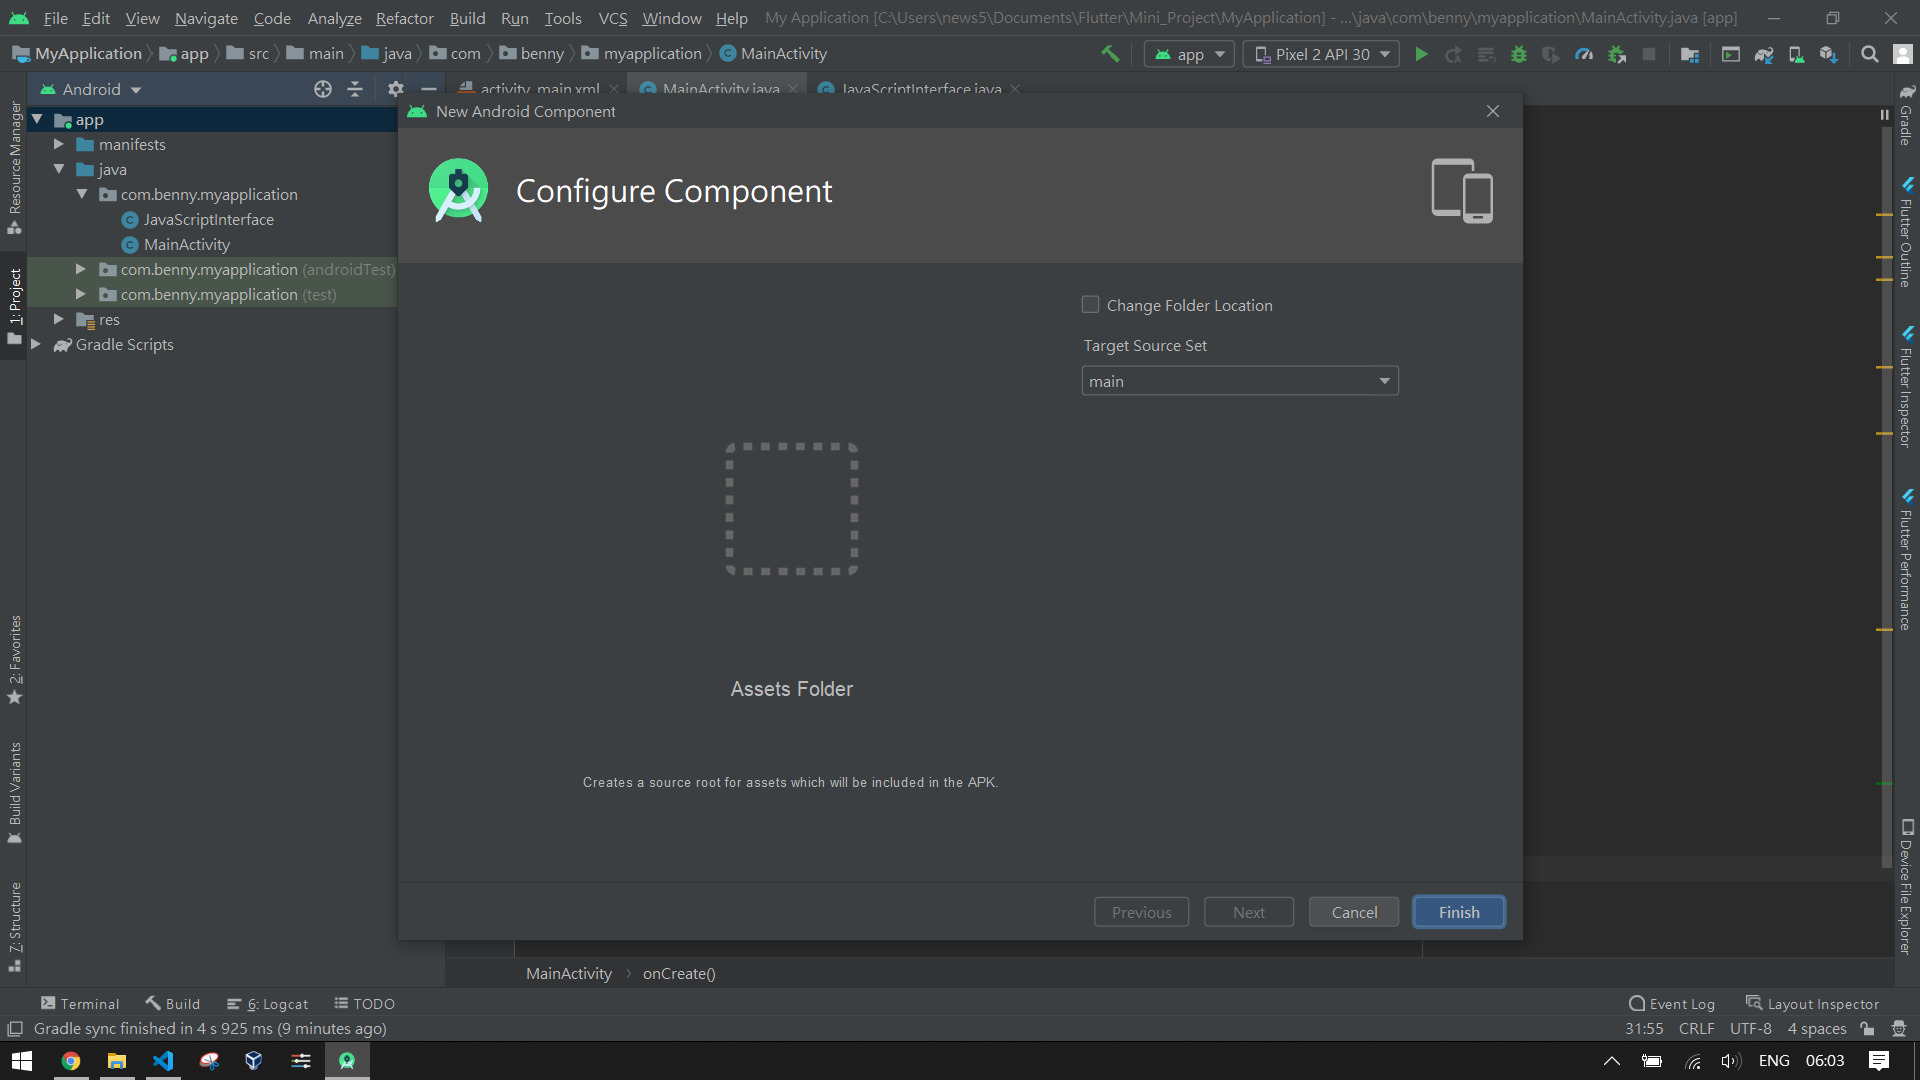 File Edit View Navigate Code Analyze Refactor Build Run Tools VCS Window Help My Application [C:\Users\news5\Documents\Flutter\Mini_Project\MyApplication] - ...\java\com\benny\myapplication\MainActivity.java [app]
MyApplication app src main java com benny myapplication MainActivity app Pixel 2 API 30
Android activity_main.xml MainActivity.java JavaScriptInterface.java
New Android Component
app
manifests
java
com.benny.myapplication
JavaScriptInterface
MainActivity
com.benny.myapplication (androidTest)
com.benny.myapplication (test)
res
Gradle Scripts
Resource Manager
1: Project
2: Favorites
Build Variants
7: Structure
Configure Component
Change Folder Location
Target Source Set
main
Assets Folder
Creates a source root for assets which will be included in the APK.
Previous Next Cancel Finish
Gradle
Flutter Outline
Flutter Inspector
Flutter Performance
Device File Explorer
MainActivity onCreate()
Terminal Build 6: Logcat TODO Event Log Layout Inspector
Gradle sync finished in 4 s 925 ms (9 minutes ago) 31:55 CRLF UTF-8 4 spaces
ENG 06:03